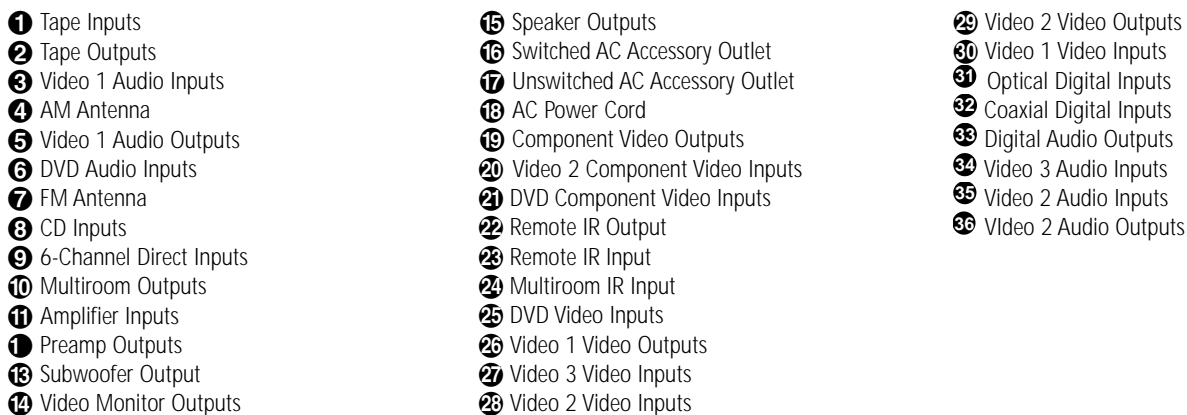 ❶ Tape Inputs
❷ Tape Outputs
❸ Video 1 Audio Inputs
❹ AM Antenna
❺ Video 1 Audio Outputs
❻ DVD Audio Inputs
❼ FM Antenna
❽ CD Inputs
❾ 6-Channel Direct Inputs
❿ Multiroom Outputs
⓫ Amplifier Inputs
❶ Preamp Outputs
⓭ Subwoofer Output
⓮ Video Monitor Outputs
⓯ Speaker Outputs
⓰ Switched AC Accessory Outlet
⓱ Unswitched AC Accessory Outlet
⓲ AC Power Cord
⓳ Component Video Outputs
⓴ Video 2 Component Video Inputs
21 DVD Component Video Inputs
22 Remote IR Output
23 Remote IR Input
24 Multiroom IR Input
25 DVD Video Inputs
26 Video 1 Video Outputs
27 Video 3 Video Inputs
28 Video 2 Video Inputs
29 Video 2 Video Outputs
30 Video 1 Video Inputs
31 Optical Digital Inputs
32 Coaxial Digital Inputs
33 Digital Audio Outputs
34 Video 3 Audio Inputs
35 Video 2 Audio Inputs
36 VIdeo 2 Audio Outputs